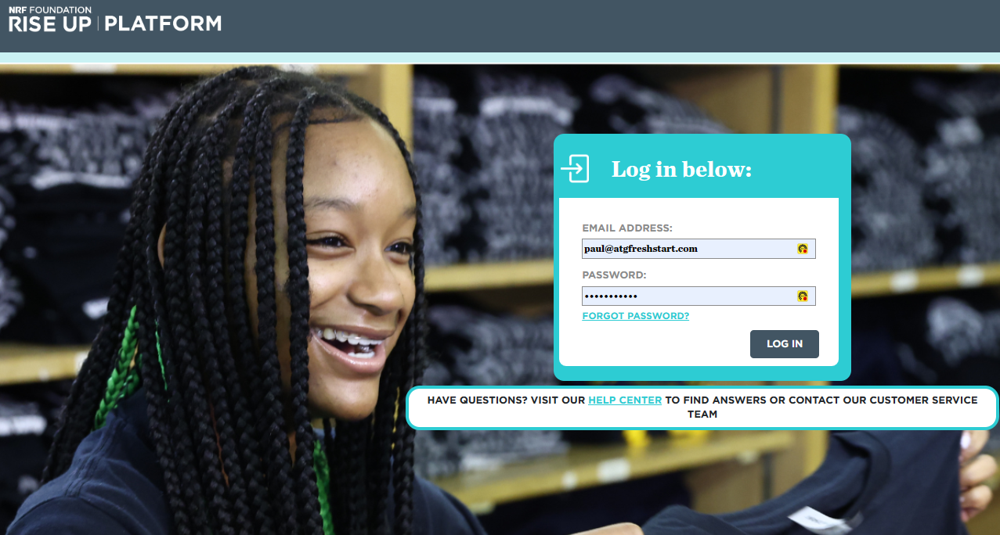 NRF FOUNDATION
RISE UP | PLATFORM
Log in below:
EMAIL ADDRESS:
paul@atgfreshstart.com
PASSWORD:
•••••••••••
FORGOT PASSWORD?
LOG IN
HAVE QUESTIONS? VISIT OUR HELP CENTER TO FIND ANSWERS OR CONTACT OUR CUSTOMER SERVICE
TEAM